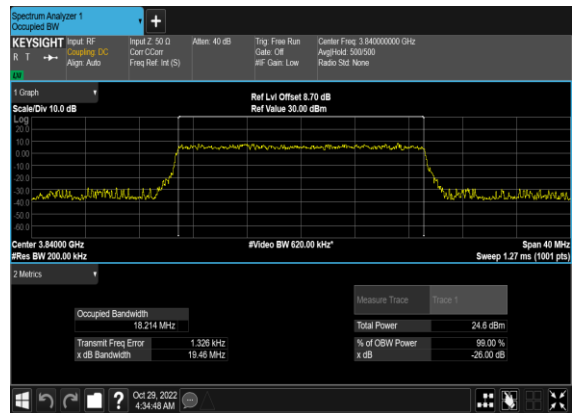 Spectrum Analyzer 1
Occupied BW
+
KEYSIGHT
R T
Input: RF
Coupling: DC
Align: Auto
Input Z: 50 Ω
Corr CCorr
Freq Ref: Int (S)
Atten: 40 dB
Trig: Free Run
Gate: Off
#IF Gain: Low
Center Freq: 3.840000000 GHz
Avg|Hold: 500/500
Radio Std: None
1 Graph
Scale/Div 10.0 dB
Ref Lvl Offset 8.70 dB
Ref Value 30.00 dBm
Log
20.0
10.0
0.00
-10.0
-20.0
-30.0
-40.0
-50.0
-60.0
Center 3.84000 GHz
#Res BW 200.00 kHz
#Video BW 620.00 kHz*
Span 40 MHz
Sweep 1.27 ms (1001 pts)
2 Metrics
Measure Trace Trace 1
Occupied Bandwidth
18.214 MHz
Total Power 24.6 dBm
Transmit Freq Error 1.326 kHz
% of OBW Power 99.00 %
x dB Bandwidth 19.46 MHz
x dB -26.00 dB
?
Oct 29, 2022
4:34:48 AM